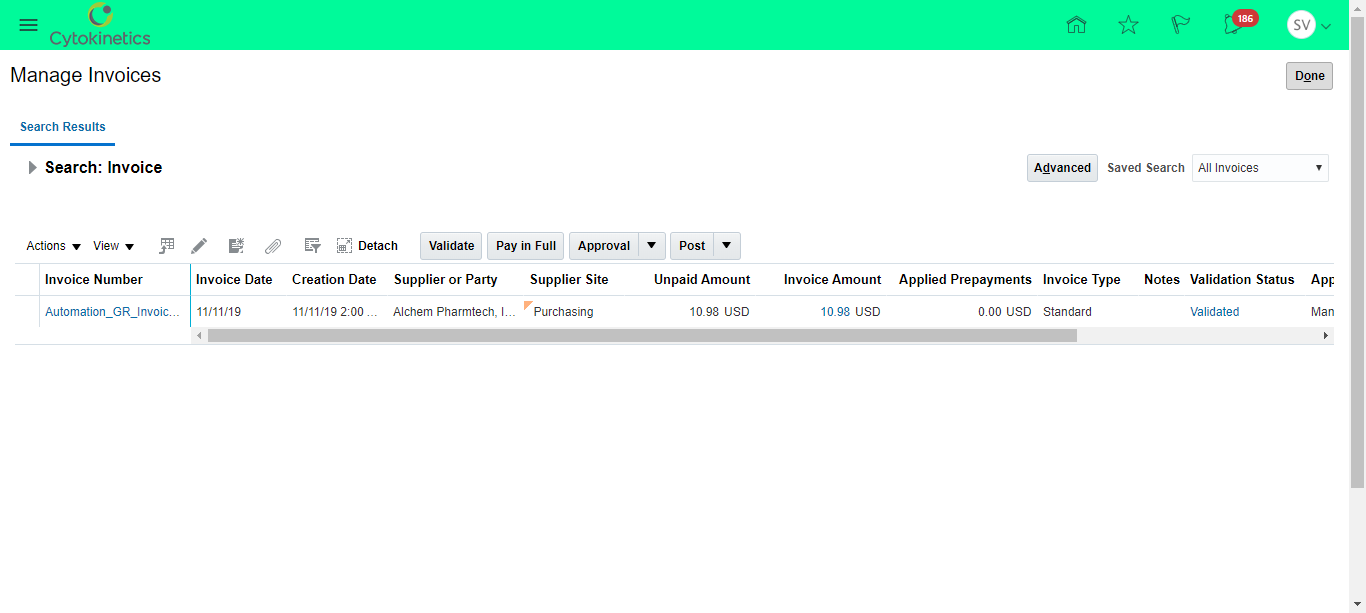 Cytokinetics
186
SV
Manage Invoices
Done
Search Results
Search: Invoice
Advanced Saved Search All Invoices
Actions View Detach Validate Pay in Full Approval Post
Invoice Number Invoice Date Creation Date Supplier or Party Supplier Site Unpaid Amount Invoice Amount Applied Prepayments Invoice Type Notes Validation Status App
Automation_GR_Invoic... 11/11/19 11/11/19 2:00 ... Alchem Pharmtech, I... Purchasing 10.98 USD 10.98 USD 0.00 USD Standard Validated Man